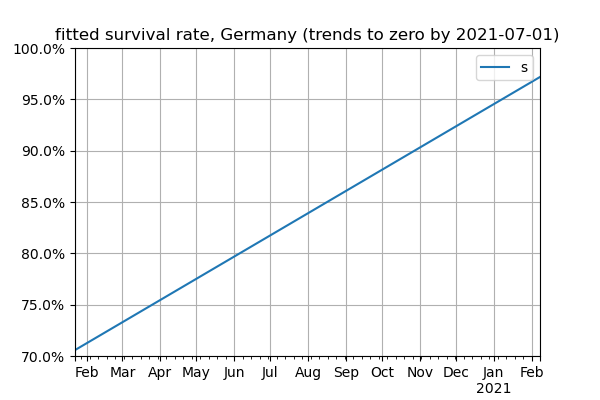 fitted survival rate, Germany (trends to zero by 2021-07-01)
100.0%
95.0%
90.0%
85.0%
80.0%
75.0%
70.0%
s
Feb Mar Apr May Jun Jul Aug Sep Oct Nov Dec Jan Feb
2021